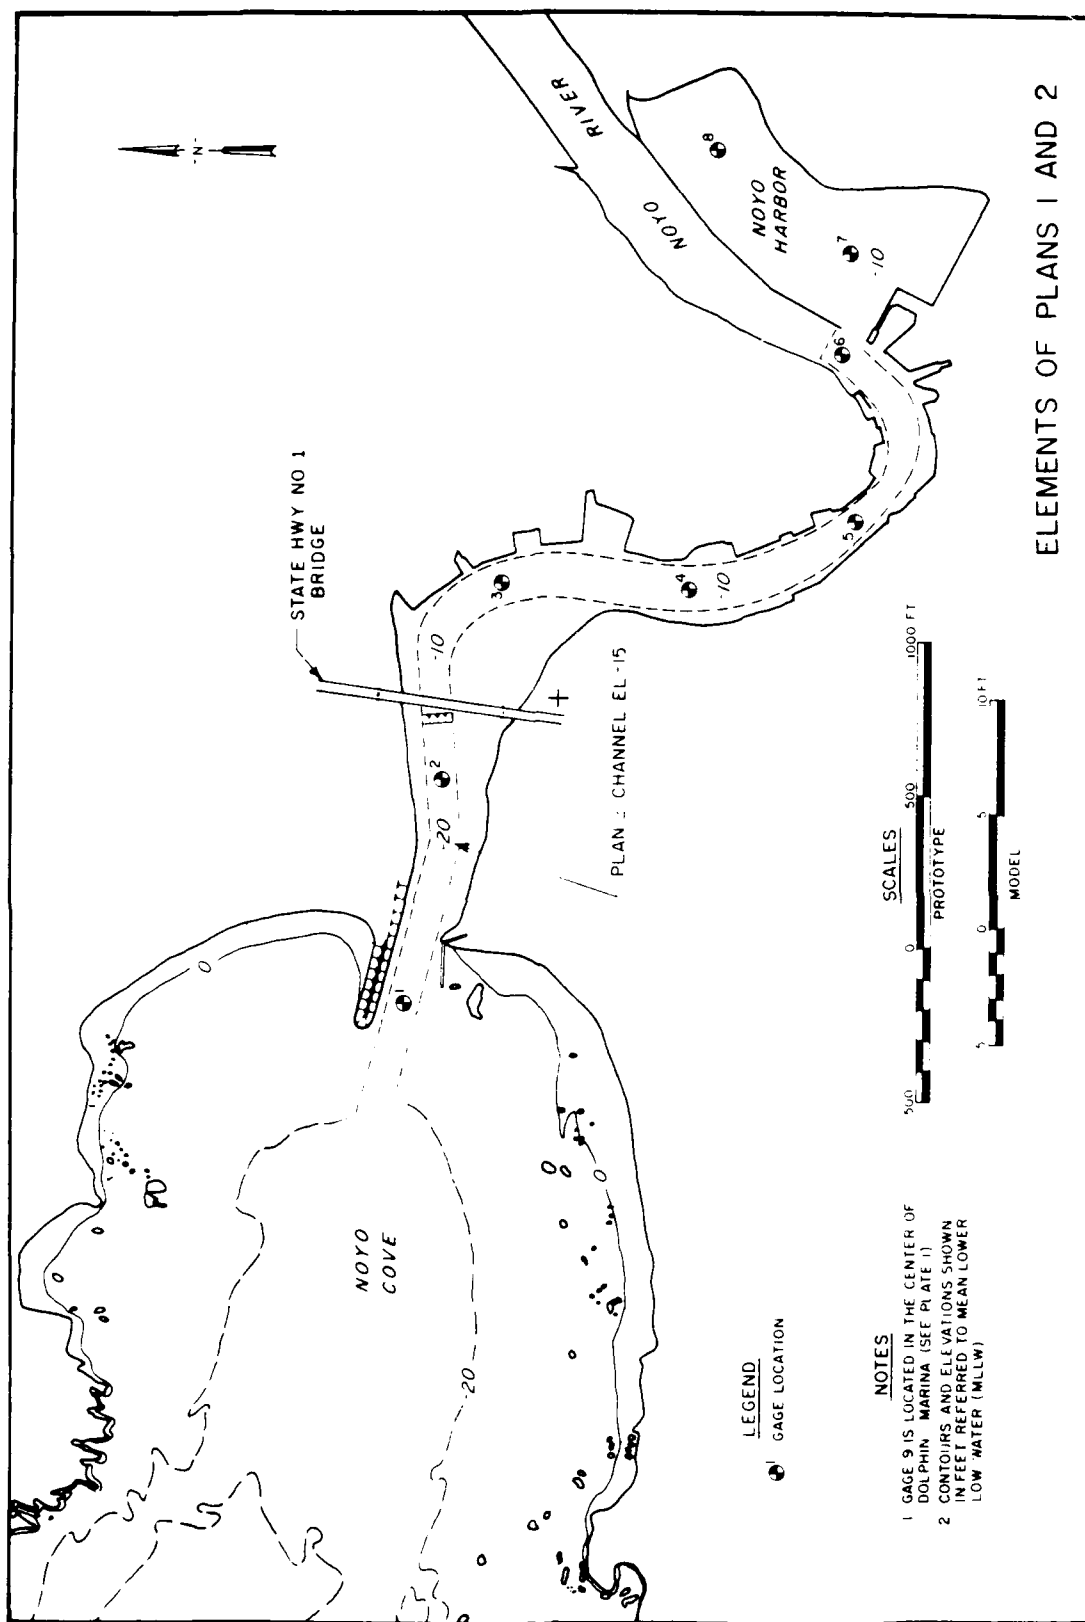 -N-
STATE HWY NO 1
BRIDGE
NOYO
RIVER
NOYO
HARBOR
8
7
-10
6
5
4
-10
3
-10
2
-20
1
0
NOYO
COVE
-20
0
PLAN 2 CHANNEL EL -15
LEGEND
1
GAGE LOCATION
SCALES
500 0 500 1000 FT
PROTOTYPE
5 0 5 10 FT
MODEL
NOTES
1 GAGE 9 IS LOCATED IN THE CENTER OF
DOLPHIN MARINA (SEE PLATE 1)
2 CONTOURS AND ELEVATIONS SHOWN
IN FEET REFERRED TO MEAN LOWER
LOW WATER (MLLW)
ELEMENTS OF PLANS 1 AND 2